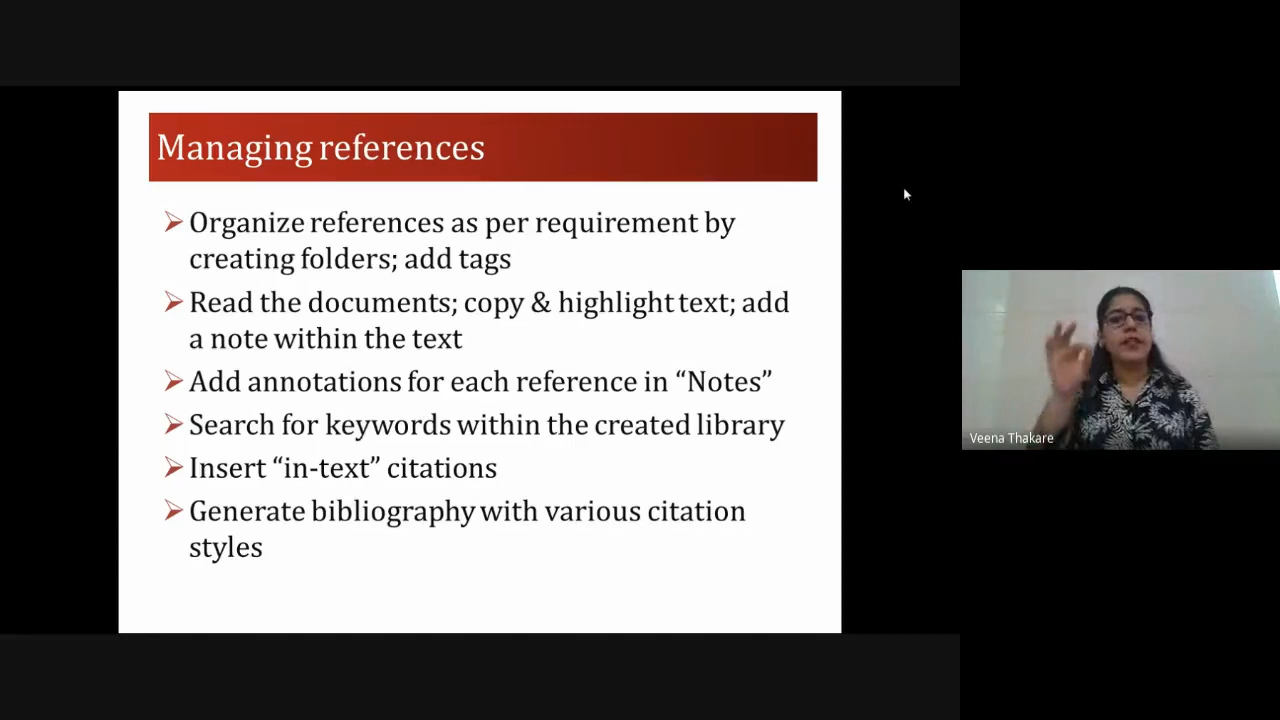 Managing references
Organize references as per requirement by
creating folders; add tags
Read the documents; copy & highlight text; add
a note within the text
Add annotations for each reference in “Notes”
Search for keywords within the created library
Insert “in-text” citations
Generate bibliography with various citation
styles
Veena Thakare